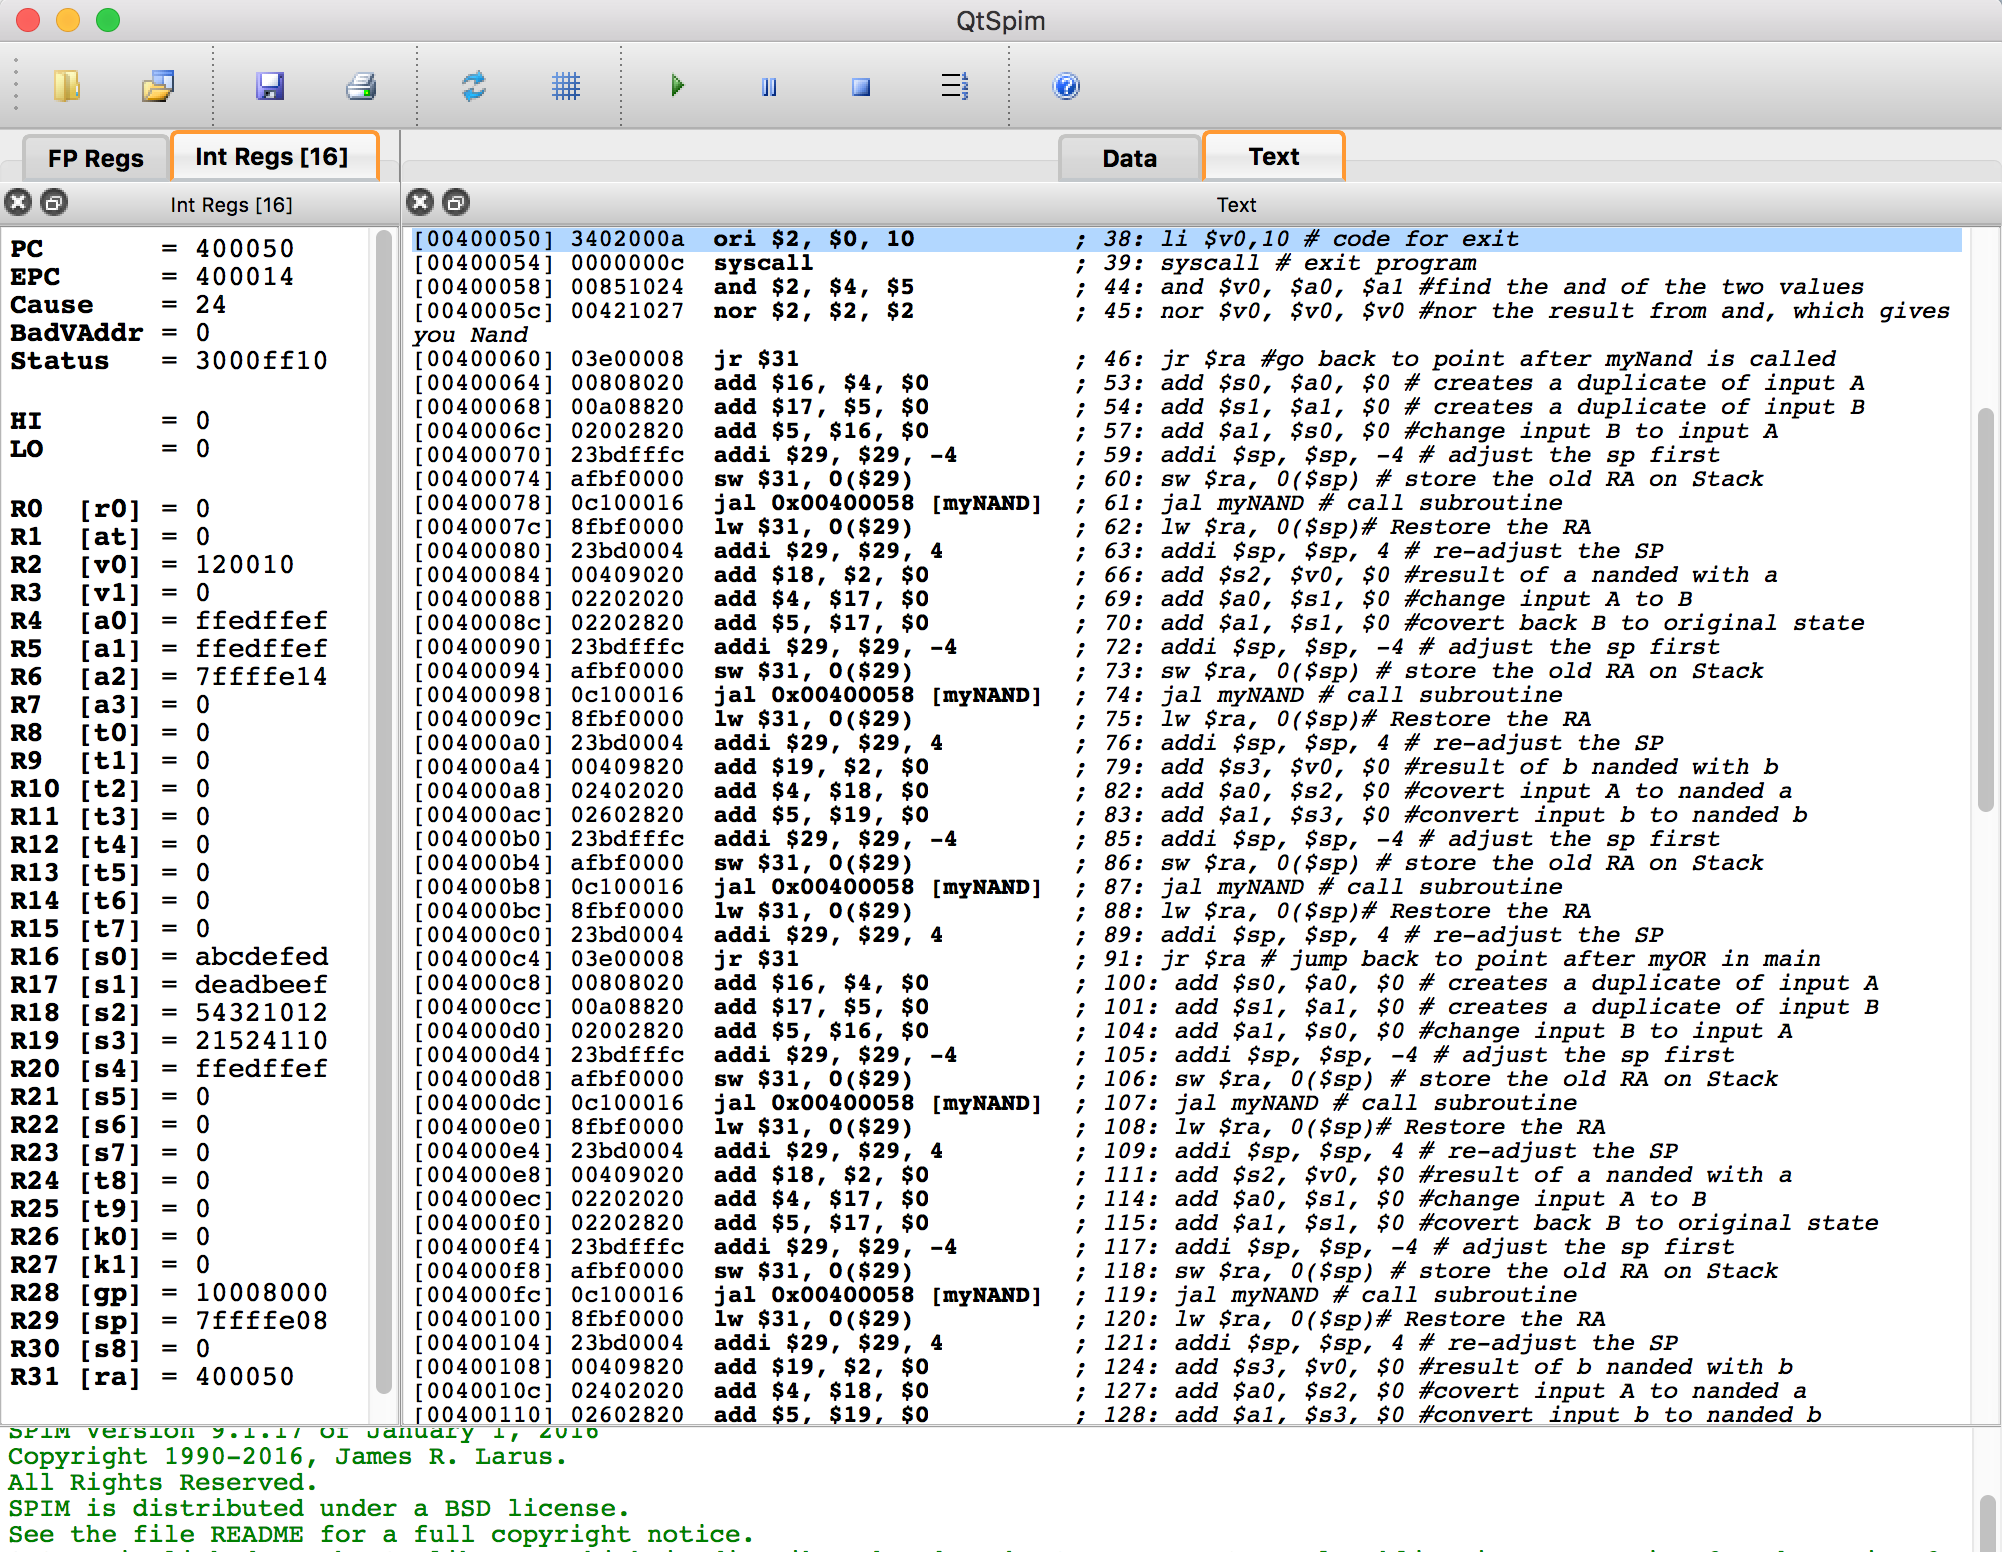 QtSpim
FP Regs
Int Regs [16]
Data
Text
Int Regs [16]
Text
PC = 400050
EPC = 400014
Cause = 24
BadVAddr = 0
Status = 3000ff10
HI = 0
LO = 0
R0 [r0] = 0
R1 [at] = 0
R2 [v0] = 120010
R3 [v1] = 0
R4 [a0] = ffedffef
R5 [a1] = ffedffef
R6 [a2] = 7ffffe14
R7 [a3] = 0
R8 [t0] = 0
R9 [t1] = 0
R10 [t2] = 0
R11 [t3] = 0
R12 [t4] = 0
R13 [t5] = 0
R14 [t6] = 0
R15 [t7] = 0
R16 [s0] = abcdefed
R17 [s1] = deadbeef
R18 [s2] = 54321012
R19 [s3] = 21524110
R20 [s4] = ffedffef
R21 [s5] = 0
R22 [s6] = 0
R23 [s7] = 0
R24 [t8] = 0
R25 [t9] = 0
R26 [k0] = 0
R27 [k1] = 0
R28 [gp] = 10008000
R29 [sp] = 7ffffe08
R30 [s8] = 0
R31 [ra] = 400050
[00400050] 3402000a ori $2, $0, 10 ; 38: li $v0,10 # code for exit
[00400054] 0000000c syscall ; 39: syscall # exit program
[00400058] 00851024 and $2, $4, $5 ; 44: and $v0, $a0, $a1 #find the and of the two values
[0040005c] 00421027 nor $2, $2, $2 ; 45: nor $v0, $v0, $v0 #nor the result from and, which gives
you Nand
[00400060] 03e00008 jr $31 ; 46: jr $ra #go back to point after myNand is called
[00400064] 00808020 add $16, $4, $0 ; 53: add $s0, $a0, $0 # creates a duplicate of input A
[00400068] 00a08820 add $17, $5, $0 ; 54: add $s1, $a1, $0 # creates a duplicate of input B
[0040006c] 02002820 add $5, $16, $0 ; 57: add $a1, $s0, $0 #change input B to input A
[00400070] 23bdfffc addi $29, $29, -4 ; 59: addi $sp, $sp, -4 # adjust the sp first
[00400074] afbf0000 sw $31, 0($29) ; 60: sw $ra, 0($sp) # store the old RA on Stack
[00400078] 0c100016 jal 0x00400058 [myNAND] ; 61: jal myNAND # call subroutine
[0040007c] 8fbf0000 lw $31, 0($29) ; 62: lw $ra, 0($sp)# Restore the RA
[00400080] 23bd0004 addi $29, $29, 4 ; 63: addi $sp, $sp, 4 # re-adjust the SP
[00400084] 00409020 add $18, $2, $0 ; 66: add $s2, $v0, $0 #result of a nanded with a
[00400088] 02202020 add $4, $17, $0 ; 69: add $a0, $s1, $0 #change input A to B
[0040008c] 02202820 add $5, $17, $0 ; 70: add $a1, $s1, $0 #covert back B to original state
[00400090] 23bdfffc addi $29, $29, -4 ; 72: addi $sp, $sp, -4 # adjust the sp first
[00400094] afbf0000 sw $31, 0($29) ; 73: sw $ra, 0($sp) # store the old RA on Stack
[00400098] 0c100016 jal 0x00400058 [myNAND] ; 74: jal myNAND # call subroutine
[0040009c] 8fbf0000 lw $31, 0($29) ; 75: lw $ra, 0($sp)# Restore the RA
[004000a0] 23bd0004 addi $29, $29, 4 ; 76: addi $sp, $sp, 4 # re-adjust the SP
[004000a4] 00409820 add $19, $2, $0 ; 79: add $s3, $v0, $0 #result of b nanded with b
[004000a8] 02402020 add $4, $18, $0 ; 82: add $a0, $s2, $0 #covert input A to nanded a
[004000ac] 02602820 add $5, $19, $0 ; 83: add $a1, $s3, $0 #convert input b to nanded b
[004000b0] 23bdfffc addi $29, $29, -4 ; 85: addi $sp, $sp, -4 # adjust the sp first
[004000b4] afbf0000 sw $31, 0($29) ; 86: sw $ra, 0($sp) # store the old RA on Stack
[004000b8] 0c100016 jal 0x00400058 [myNAND] ; 87: jal myNAND # call subroutine
[004000bc] 8fbf0000 lw $31, 0($29) ; 88: lw $ra, 0($sp)# Restore the RA
[004000c0] 23bd0004 addi $29, $29, 4 ; 89: addi $sp, $sp, 4 # re-adjust the SP
[004000c4] 03e00008 jr $31 ; 91: jr $ra # jump back to point after myOR in main
[004000c8] 00808020 add $16, $4, $0 ; 100: add $s0, $a0, $0 # creates a duplicate of input A
[004000cc] 00a08820 add $17, $5, $0 ; 101: add $s1, $a1, $0 # creates a duplicate of input B
[004000d0] 02002820 add $5, $16, $0 ; 104: add $a1, $s0, $0 #change input B to input A
[004000d4] 23bdfffc addi $29, $29, -4 ; 105: addi $sp, $sp, -4 # adjust the sp first
[004000d8] afbf0000 sw $31, 0($29) ; 106: sw $ra, 0($sp) # store the old RA on Stack
[004000dc] 0c100016 jal 0x00400058 [myNAND] ; 107: jal myNAND # call subroutine
[004000e0] 8fbf0000 lw $31, 0($29) ; 108: lw $ra, 0($sp)# Restore the RA
[004000e4] 23bd0004 addi $29, $29, 4 ; 109: addi $sp, $sp, 4 # re-adjust the SP
[004000e8] 00409020 add $18, $2, $0 ; 111: add $s2, $v0, $0 #result of a nanded with a
[004000ec] 02202020 add $4, $17, $0 ; 114: add $a0, $s1, $0 #change input A to B
[004000f0] 02202820 add $5, $17, $0 ; 115: add $a1, $s1, $0 #covert back B to original state
[004000f4] 23bdfffc addi $29, $29, -4 ; 117: addi $sp, $sp, -4 # adjust the sp first
[004000f8] afbf0000 sw $31, 0($29) ; 118: sw $ra, 0($sp) # store the old RA on Stack
[004000fc] 0c100016 jal 0x00400058 [myNAND] ; 119: jal myNAND # call subroutine
[00400100] 8fbf0000 lw $31, 0($29) ; 120: lw $ra, 0($sp)# Restore the RA
[00400104] 23bd0004 addi $29, $29, 4 ; 121: addi $sp, $sp, 4 # re-adjust the SP
[00400108] 00409820 add $19, $2, $0 ; 124: add $s3, $v0, $0 #result of b nanded with b
[0040010c] 02402020 add $4, $18, $0 ; 127: add $a0, $s2, $0 #covert input A to nanded a
[00400110] 02602820 add $5, $19, $0 ; 128: add $a1, $s3, $0 #convert input b to nanded b
SPIM Version 9.1.17 of January 1, 2016
Copyright 1990-2016, James R. Larus.
All Rights Reserved.
SPIM is distributed under a BSD license.
See the file README for a full copyright notice.